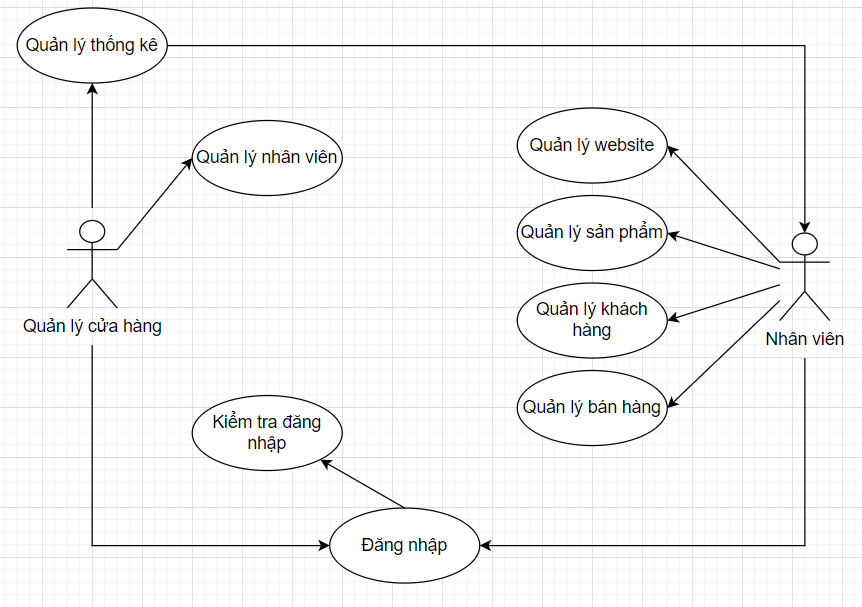 Quản lý thống kê
Quản lý nhân viên
Quản lý website
Quản lý sản phẩm
Quản lý khách
hàng
Quản lý cửa hàng
Nhân viên
Quản lý bán hàng
Kiểm tra đăng
nhập
Đăng nhập